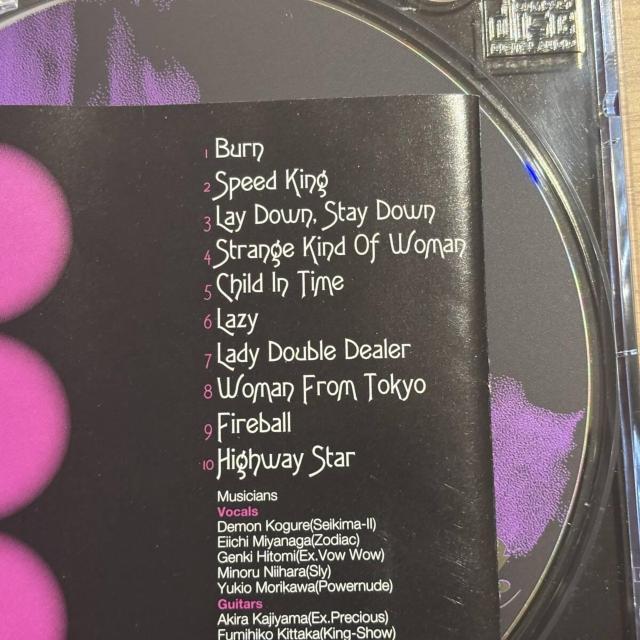 1 Burn
2 Speed King
3 Lay Down, Stay Down
4 Strange Kind Of Woman
5 Child In Time
6 Lazy
7 Lady Double Dealer
8 Woman From Tokyo
9 Fireball
10 Highway Star
Musicians
Vocals
Demon Kogure(Seikima-II)
Eiichi Miyanaga(Zodiac)
Genki Hitomi(Ex.Vow Wow)
Minoru Niihara(Sly)
Yukio Morikawa(Powernude)
Guitars
Akira Kajiyama(Ex.Precious)
Fumihiko Kittaka(King-Show)